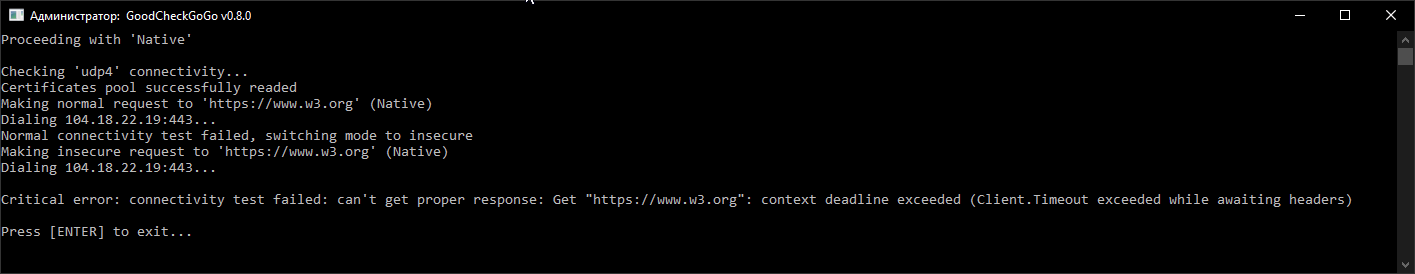 Администратор: GoodCheckGoGo v0.8.0
Proceeding with 'Native'
Checking 'udp4' connectivity...
Certificates pool successfully readed
Making normal request to 'https://www.w3.org' (Native)
Dialing 104.18.22.19:443...
Normal connectivity test failed, switching mode to insecure
Making insecure request to 'https://www.w3.org' (Native)
Dialing 104.18.22.19:443...
Critical error: connectivity test failed: can't get proper response: Get "https://www.w3.org": context deadline exceeded (Client.Timeout exceeded while awaiting headers)
Press [ENTER] to exit...